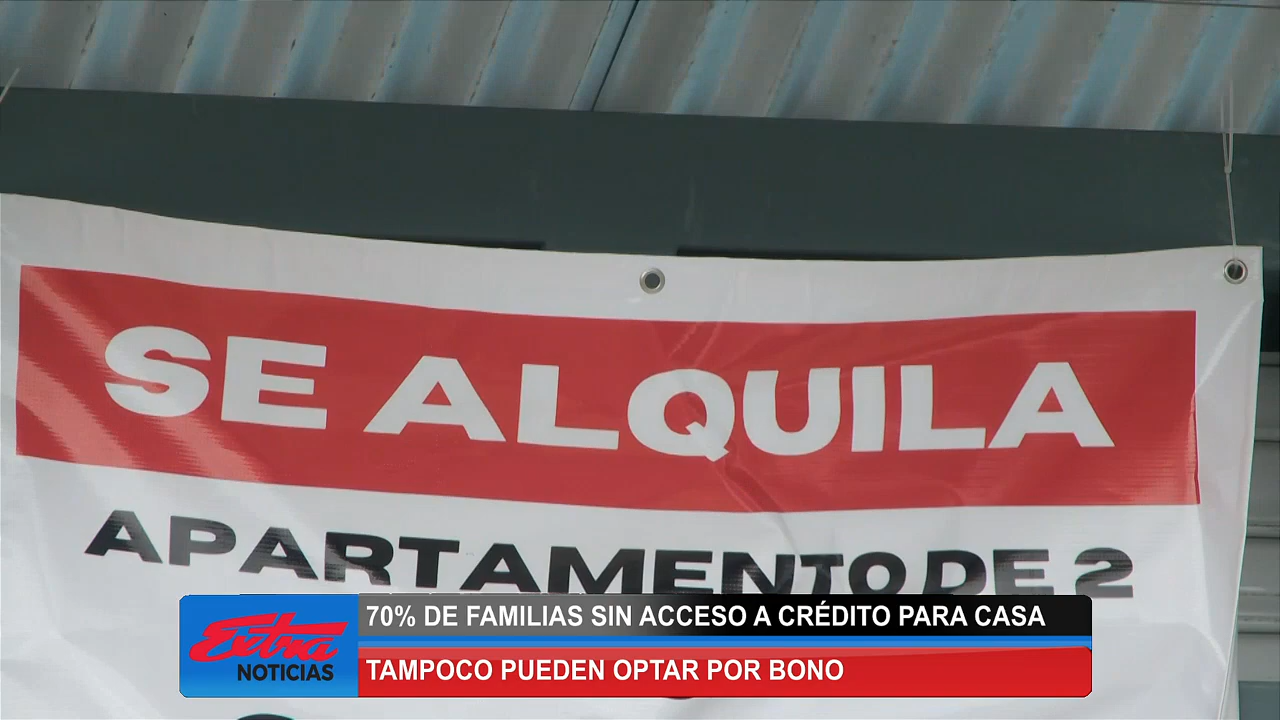 SE ALQUILA
APARTAMENTO DE 2
70% DE FAMILIAS SIN ACCESO A CRÉDITO PARA CASA
Extra
NOTICIAS
TAMPOCO PUEDEN OPTAR POR BONO